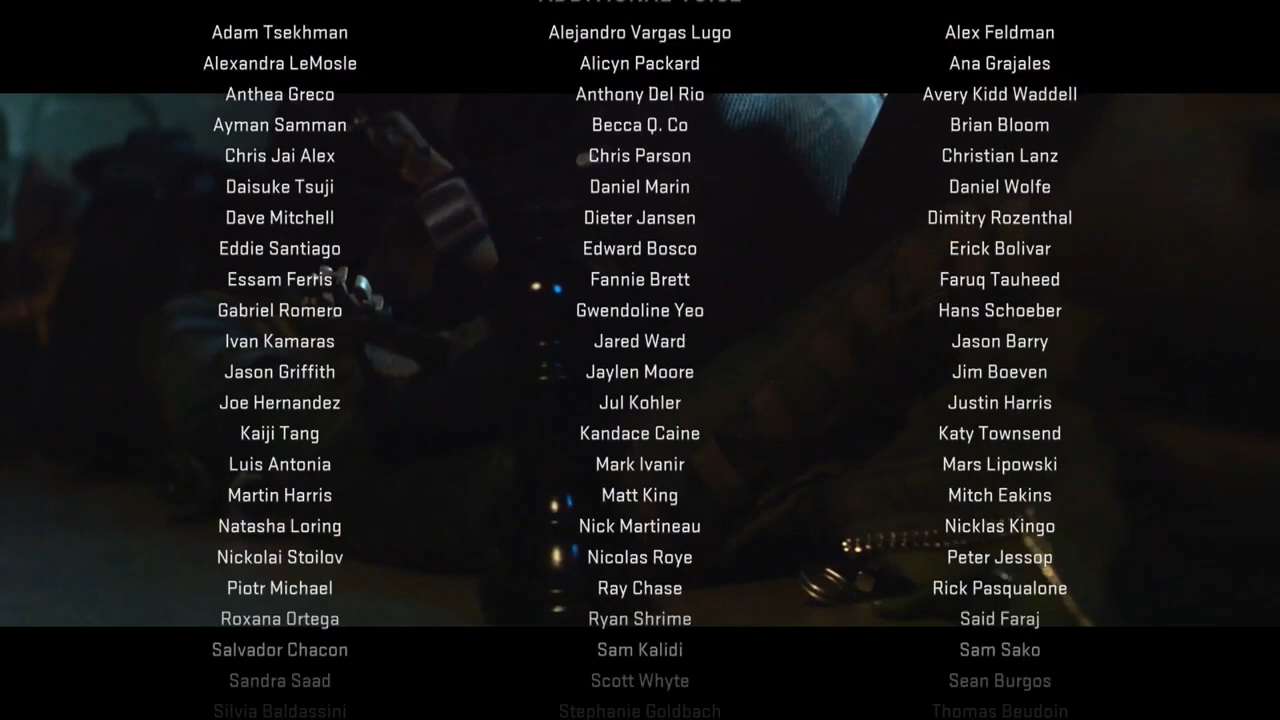 ADDITIONAL VOICE
Adam Tsekhman Alejandro Vargas Lugo Alex Feldman
Alexandra LeMosle Alicyn Packard Ana Grajales
Anthea Greco Anthony Del Rio Avery Kidd Waddell
Ayman Samman Becca Q. Co Brian Bloom
Chris Jai Alex Chris Parson Christian Lanz
Daisuke Tsuji Daniel Marin Daniel Wolfe
Dave Mitchell Dieter Jansen Dimitry Rozenthal
Eddie Santiago Edward Bosco Erick Bolivar
Essam Ferris Fannie Brett Faruq Tauheed
Gabriel Romero Gwendoline Yeo Hans Schoeber
Ivan Kamaras Jared Ward Jason Barry
Jason Griffith Jaylen Moore Jim Boeven
Joe Hernandez Jul Kohler Justin Harris
Kaiji Tang Kandace Caine Katy Townsend
Luis Antonia Mark Ivanir Mars Lipowski
Martin Harris Matt King Mitch Eakins
Natasha Loring Nick Martineau Nicklas Kingo
Nickolai Stoilov Nicolas Roye Peter Jessop
Piotr Michael Ray Chase Rick Pasqualone
Roxana Ortega Ryan Shrime Said Faraj
Salvador Chacon Sam Kalidi Sam Sako
Sandra Saad Scott Whyte Sean Burgos
Silvia Baldassini Stephanie Goldbach Thomas Beudoin